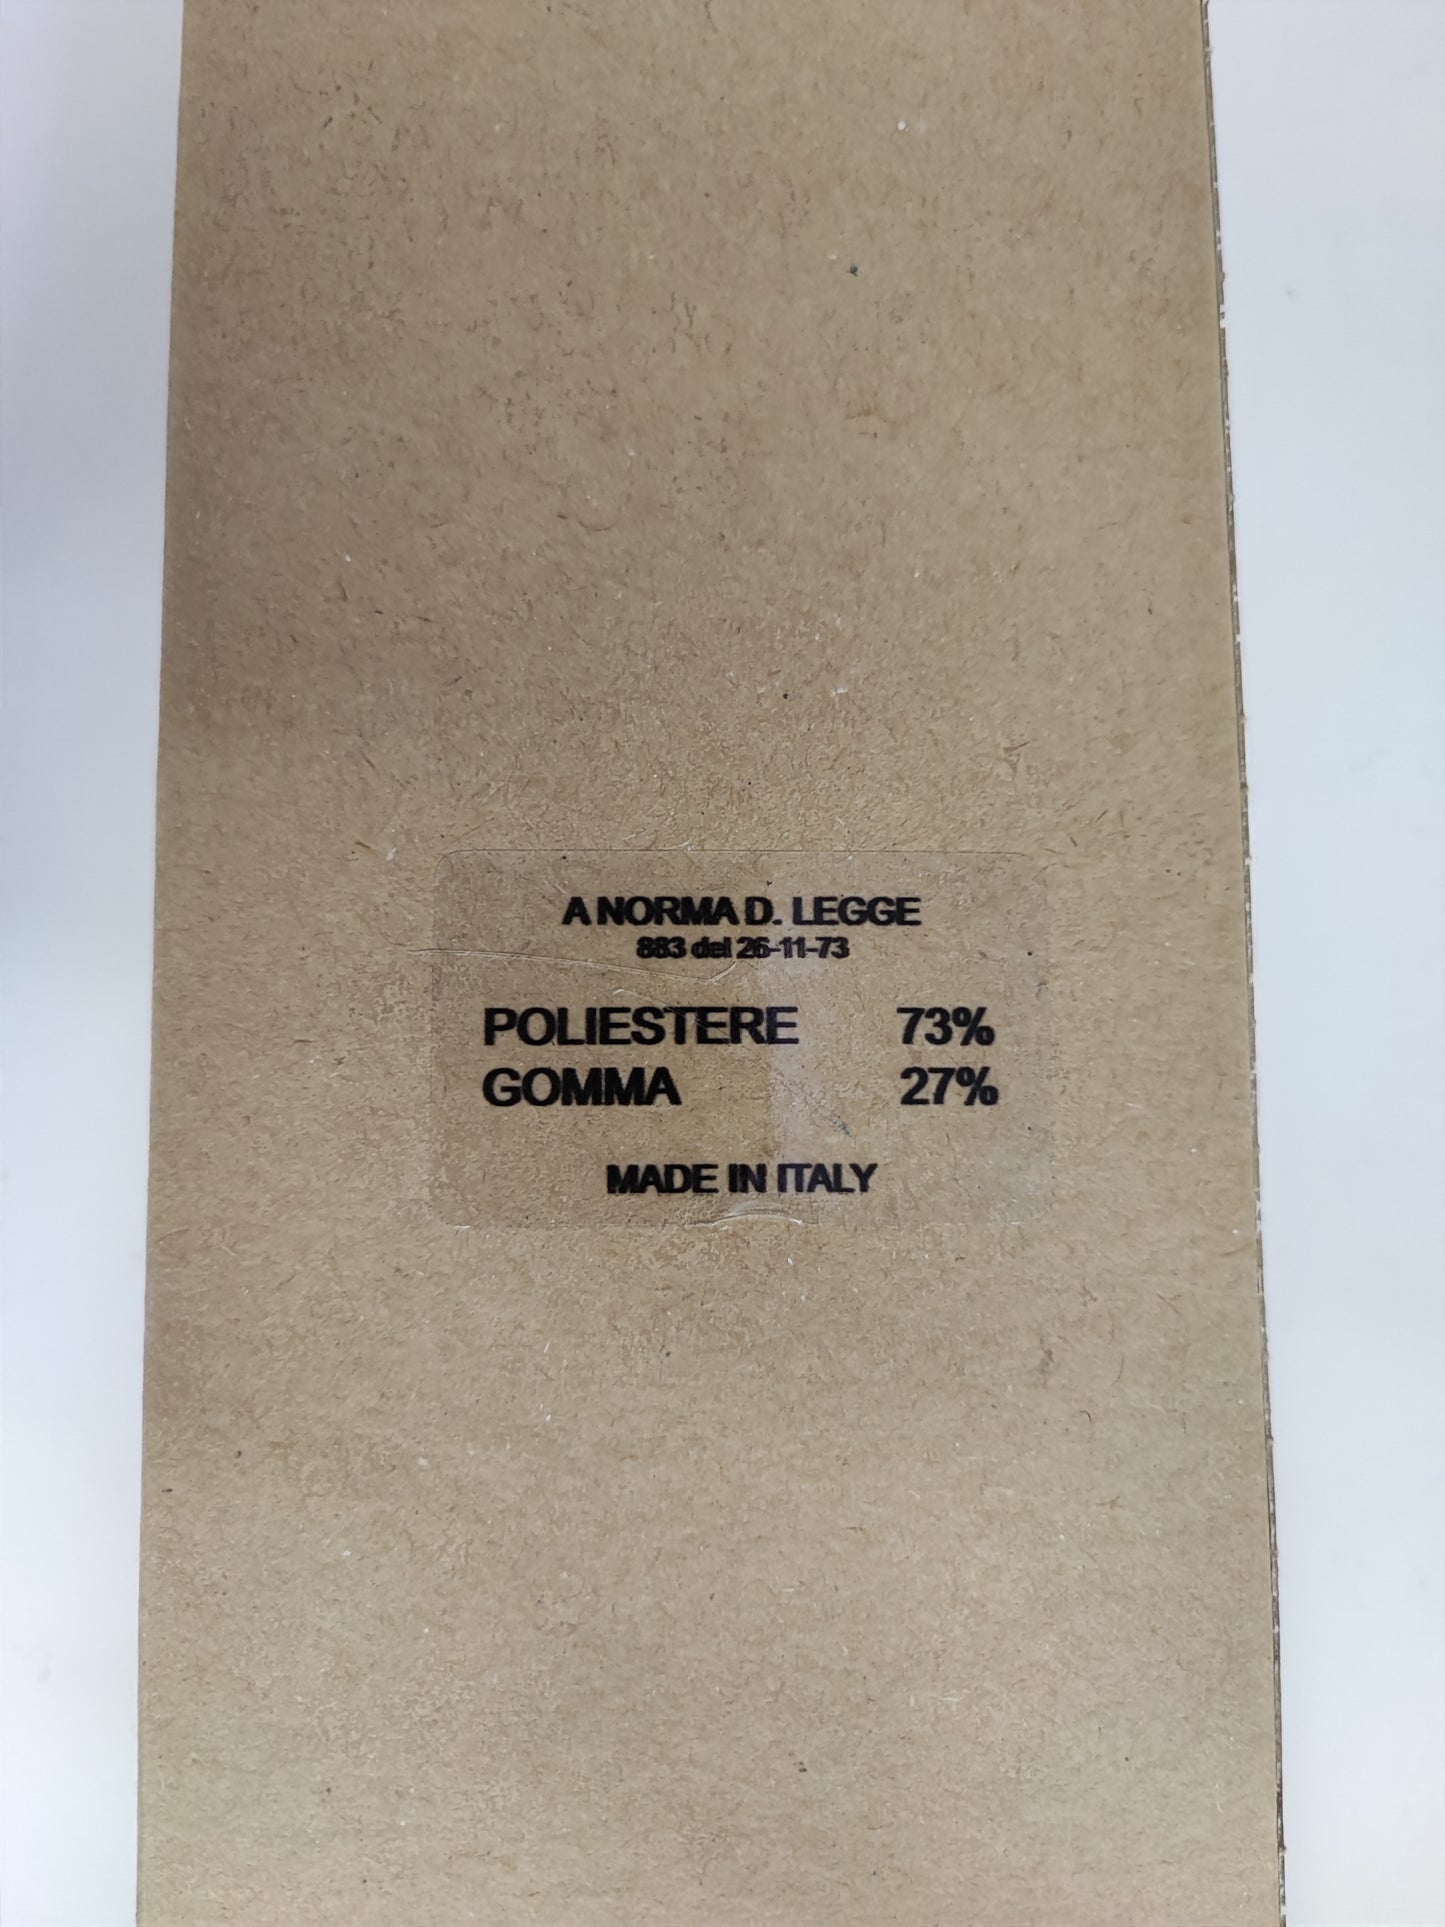 A NORMA D. LEGGE
883 del 26-11-73
POLIESTERE 73%
GOMMA 27%
MADE IN ITALY